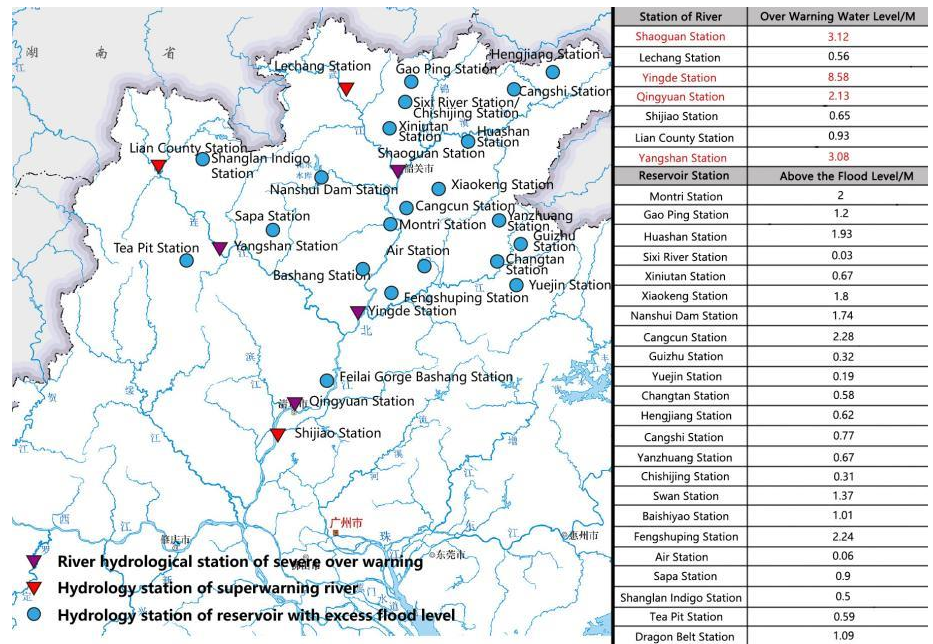 湖 南 省
Hengjiang Station
Lechang Station
Gao Ping Station
Cangshi Station
Sixi River Station/
Chishijing Station
Xiniutan
Station
Huashan
Station
Lian County Station
Shaoguan Station
韶关市
Shanglan Indigo
Station
Nanshui Dam Station
Xiaokeng Station
Cangcun Station
Sapa Station
Montri Station
Yanzhuang
Station
Tea Pit Station
Yangshan Station
Air Station
Guizhu
Station
Bashang Station
Changtan
Station
Yuejin Station
Fengshuping Station
Yingde Station
北
江
滨
江
绥
江
Feilai Gorge Bashang Station
Qingyuan Station
Shijiao Station
广州市
西 江
肇庆市
珠 江
东 江
东莞市
惠州市
River hydrological station of severe over warning
Hydrology station of superwarning river
Hydrology station of reservoir with excess flood level
Station of River Over Warning Water Level/M
Shaoguan Station 3.12
Lechang Station 0.56
Yingde Station 8.58
Qingyuan Station 2.13
Shijiao Station 0.65
Lian County Station 0.93
Yangshan Station 3.08
Reservoir Station Above the Flood Level/M
Montri Station 2
Gao Ping Station 1.2
Huashan Station 1.93
Sixi River Station 0.03
Xiniutan Station 0.67
Xiaokeng Station 1.8
Nanshui Dam Station 1.74
Cangcun Station 2.28
Guizhu Station 0.32
Yuejin Station 0.19
Changtan Station 0.58
Hengjiang Station 0.62
Cangshi Station 0.77
Yanzhuang Station 0.67
Chishijing Station 0.31
Swan Station 1.37
Baishiyao Station 1.01
Fengshuping Station 2.24
Air Station 0.06
Sapa Station 0.9
Shanglan Indigo Station 0.5
Tea Pit Station 0.59
Dragon Belt Station 1.09